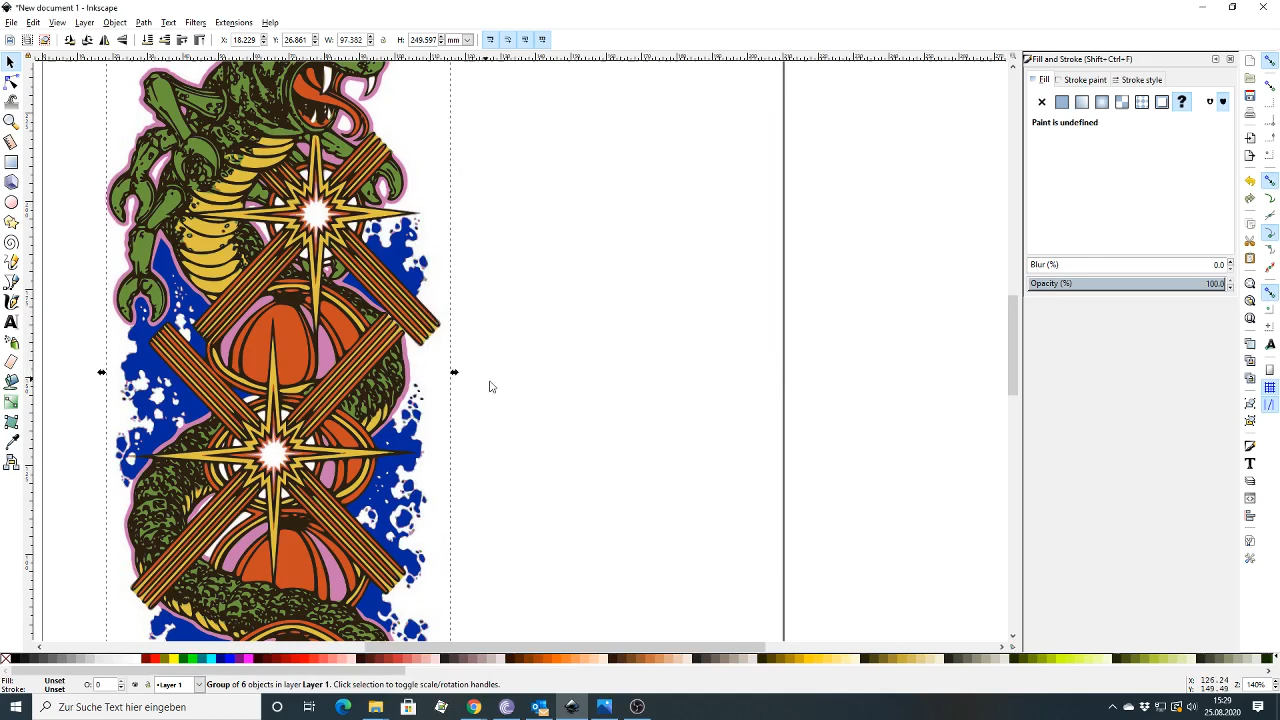 *New document 1 - Inkscape
File Edit View Layer Object Path Text Filters Extensions Help
X: 18.229 Y: 26.861 W: 97.382 H: 249.597 mm
Fill and Stroke (Shift+Ctrl+F)
Fill Stroke paint Stroke style
?
Paint is undefined
Blur (%) 0.0
Opacity (%) 100.0
Fill: Unset
Stroke: Unset
O: 0 •Layer 1 Group of 6 objects in layer Layer 1. Click selection to toggle scale/rotation handles.
X: 126.24
Y: 149.49
Z: 140%
Zur Suche Text hier eingeben
15:29
25.08.2020